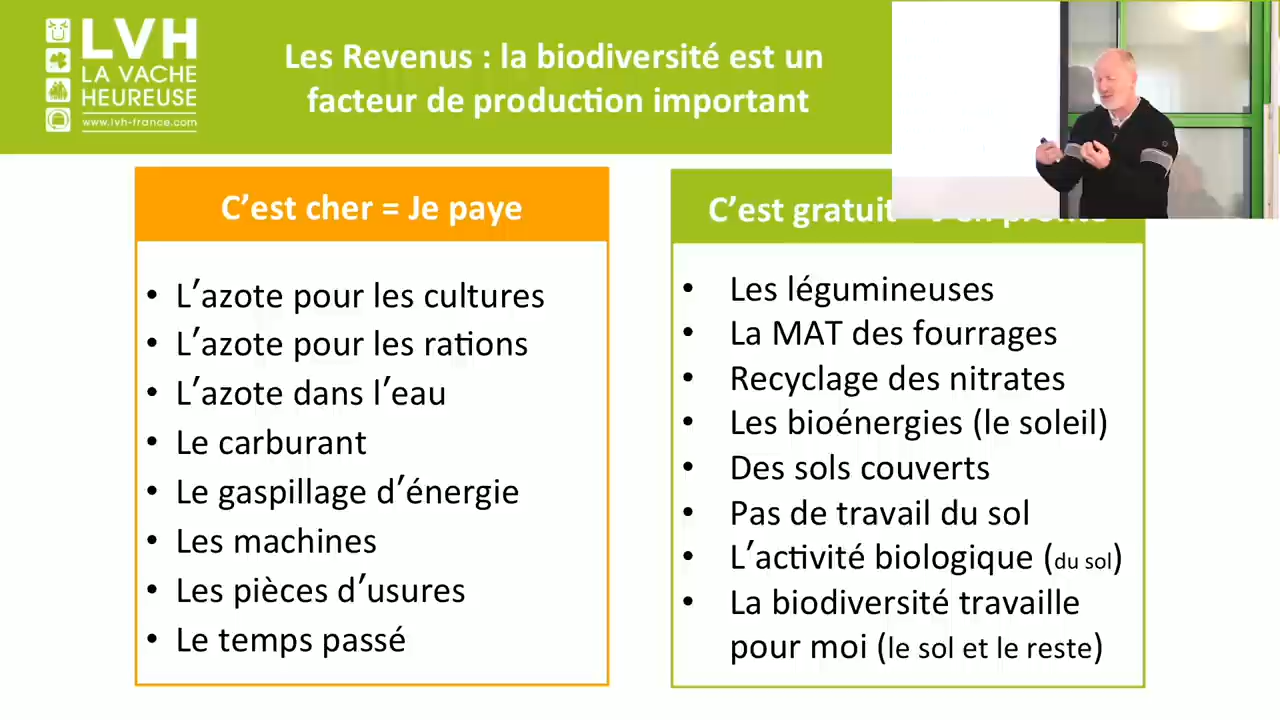 LVH
LA VACHE
HEUREUSE
www.lvh-france.com
Les Revenus : la biodiversité est un
facteur de production important
C’est cher = Je paye
• L’azote pour les cultures
• L’azote pour les rations
• L’azote dans l’eau
• Le carburant
• Le gaspillage d’énergie
• Les machines
• Les pièces d’usures
• Le temps passé
C’est gratuit
• Les légumineuses
• La MAT des fourrages
• Recyclage des nitrates
• Les bioénergies (le soleil)
• Des sols couverts
• Pas de travail du sol
• L’activité biologique (du sol)
• La biodiversité travaille
pour moi (le sol et le reste)